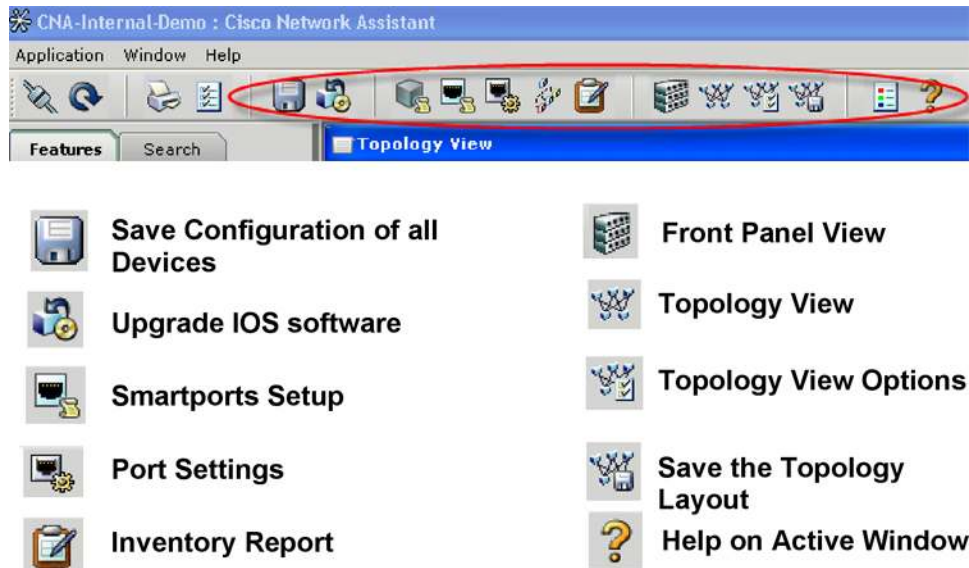 CNA-Internal-Demo : Cisco Network Assistant
Application Window Help
Features Search Topology View
Save Configuration of all
Devices
Upgrade IOS software
Smartports Setup
Port Settings
Inventory Report
Front Panel View
Topology View
Topology View Options
Save the Topology
Layout
Help on Active Window